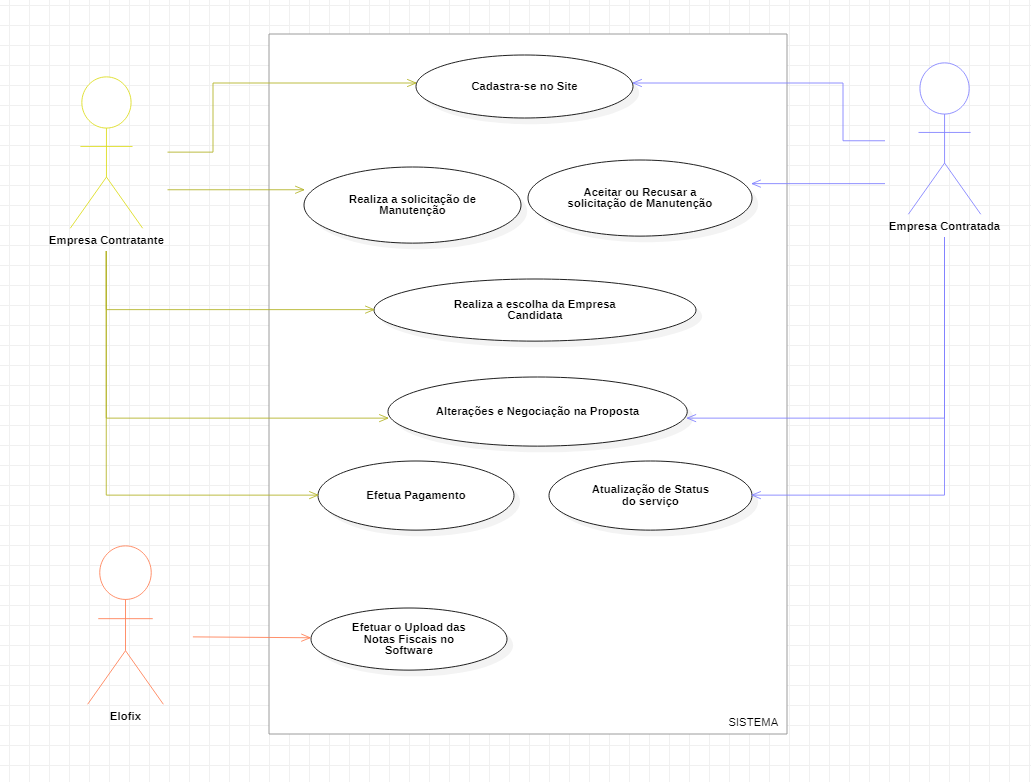 Cadastra-se no Site
Realiza a solicitação de
Manutenção
Aceitar ou Recusar a
solicitação de Manutenção
Empresa Contratante
Empresa Contratada
Realiza a escolha da Empresa
Candidata
Alterações e Negociação na Proposta
Efetua Pagamento
Atualização de Status
do serviço
Efetuar o Upload das
Notas Fiscais no
Software
Elofix
SISTEMA